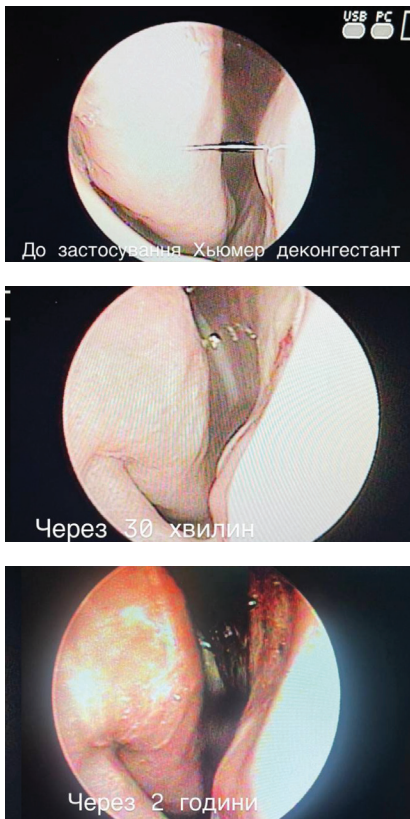 USB PC
До застосування Хьюмер деконгестант
Через 30 хвилин
Через 2 години